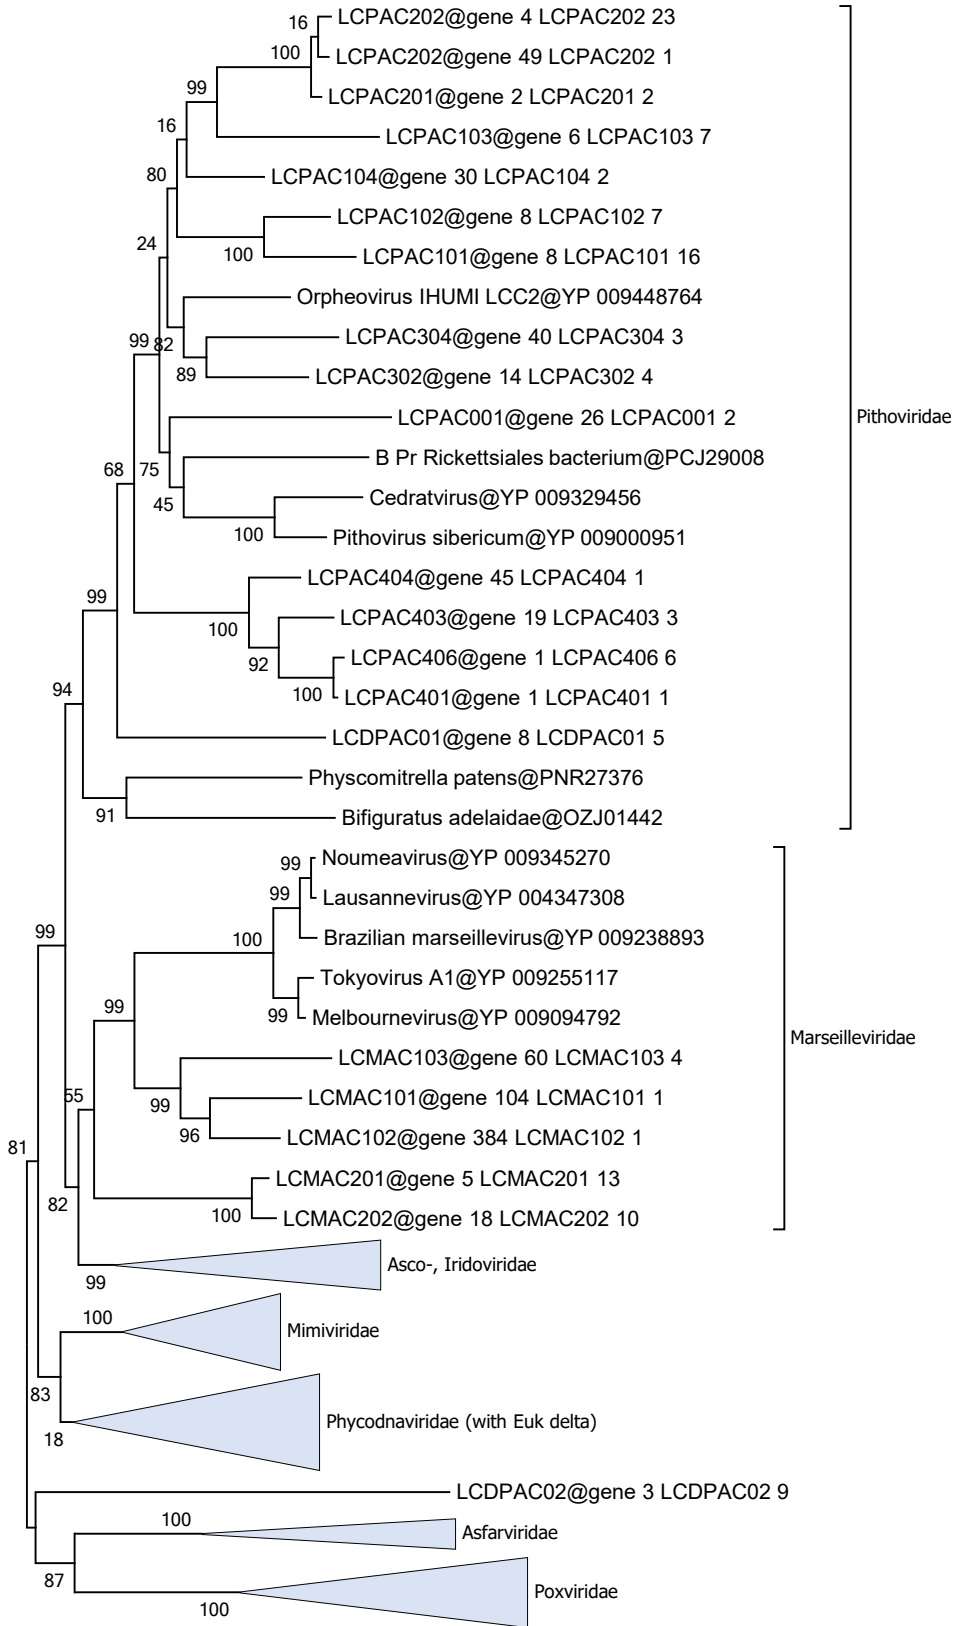 16
LCPAC202@gene 4 LCPAC202 23
100
LCPAC202@gene 49 LCPAC202 1
99
LCPAC201@gene 2 LCPAC201 2
16
LCPAC103@gene 6 LCPAC103 7
80
LCPAC104@gene 30 LCPAC104 2
LCPAC102@gene 8 LCPAC102 7
24
100
LCPAC101@gene 8 LCPAC101 16
Orpheovirus IHUMI LCC2@YP 009448764
99
82
LCPAC304@gene 40 LCPAC304 3
89
LCPAC302@gene 14 LCPAC302 4
LCPAC001@gene 26 LCPAC001 2
Pithoviridae
68
75
B Pr Rickettsiales bacterium@PCJ29008
45
Cedratvirus@YP 009329456
100
Pithovirus sibericum@YP 009000951
LCPAC404@gene 45 LCPAC404 1
99
100
LCPAC403@gene 19 LCPAC403 3
92
LCPAC406@gene 1 LCPAC406 6
94
100
LCPAC401@gene 1 LCPAC401 1
LCDPAC01@gene 8 LCDPAC01 5
Physcomitrella patens@PNR27376
91
Bifiguratus adelaidae@OZJ01442
99
Noumeavirus@YP 009345270
99
Lausannevirus@YP 004347308
99
100
Brazilian marseillevirus@YP 009238893
Tokyovirus A1@YP 009255117
99
99
Melbournevirus@YP 009094792
Marseilleviridae
LCMAC103@gene 60 LCMAC103 4
55
99
LCMAC101@gene 104 LCMAC101 1
96
LCMAC102@gene 384 LCMAC102 1
81
LCMAC201@gene 5 LCMAC201 13
82
100
LCMAC202@gene 18 LCMAC202 10
Asco-, Iridoviridae
99
100
Mimiviridae
83
Phycodnaviridae (with Euk delta)
18
LCDPAC02@gene 3 LCDPAC02 9
100
Asfarviridae
87
Poxviridae
100